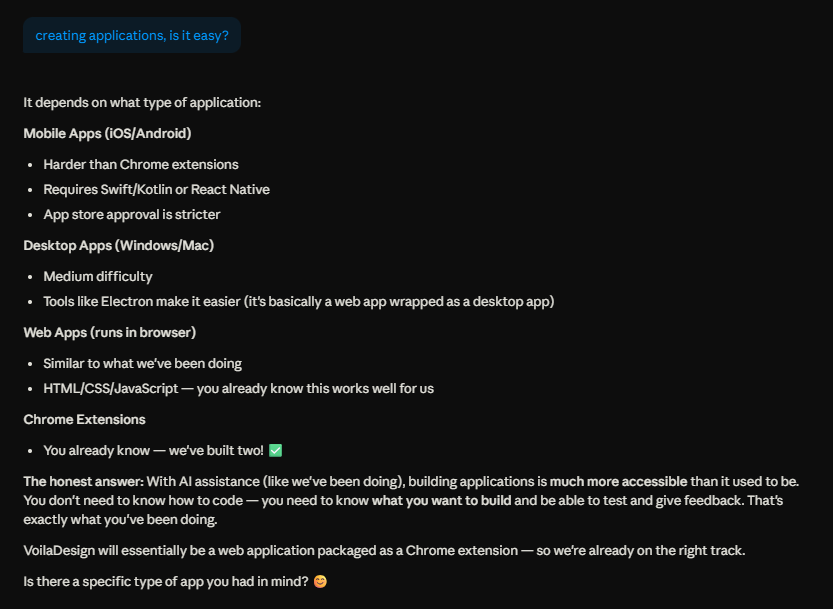 creating applications, is it easy?
It depends on what type of application:
Mobile Apps (iOS/Android)
• Harder than Chrome extensions
• Requires Swift/Kotlin or React Native
• App store approval is stricter
Desktop Apps (Windows/Mac)
• Medium difficulty
• Tools like Electron make it easier (it's basically a web app wrapped as a desktop app)
Web Apps (runs in browser)
• Similar to what we've been doing
• HTML/CSS/JavaScript — you already know this works well for us
Chrome Extensions
• You already know — we've built two! ✅
The honest answer: With AI assistance (like we've been doing), building applications is much more accessible than it used to be.
You don't need to know how to code — you need to know what you want to build and be able to test and give feedback. That's
exactly what you've been doing.
VoilaDesign will essentially be a web application packaged as a Chrome extension — so we're already on the right track.
Is there a specific type of app you had in mind? 😊